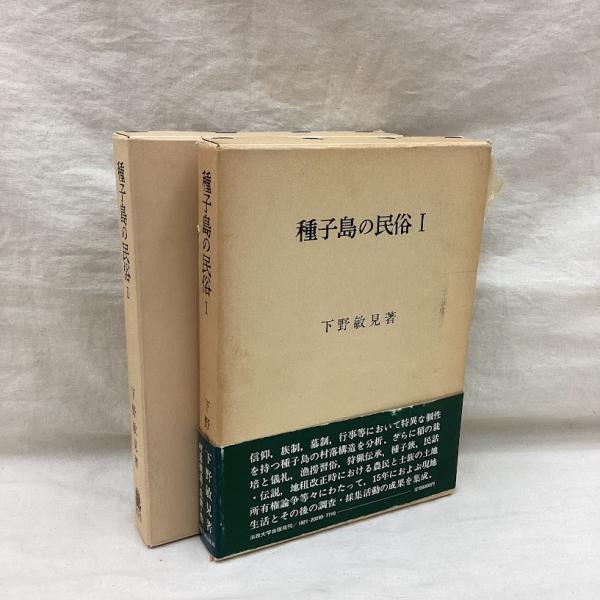 種子島の民俗 I
下野敏見著
信仰，族制，墓制，行事等において特異な個性
を持つ種子島の村落構造を分析．さらに稲の栽
培と儀礼，漁撈習俗，狩猟伝承，種子鋏，民話
・伝説，地租改正時における農民と土族の土地
所有権論争等々にわたって，15年におよぶ現地
生活とその後の調査・採集活動の成果を集成．
法政大学出版局刊／
種子島の民俗 I
下野
下野敏見著
種子島の民俗 I